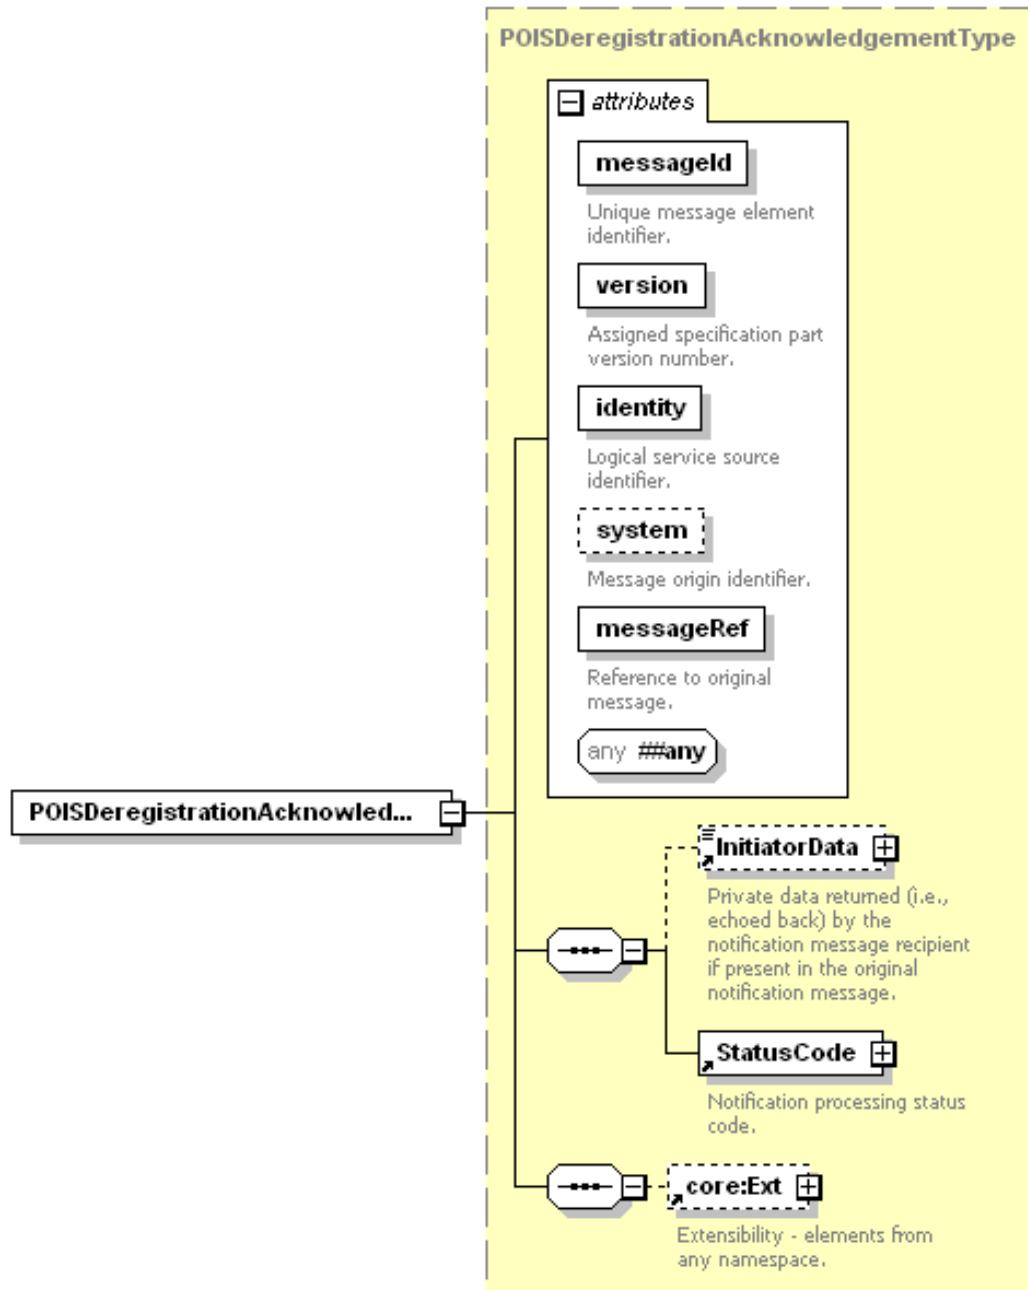 POISDeregistrationAcknowledgementType
attributes
messageId
Unique message element
identifier.
version
Assigned specification part
version number.
identity
Logical service source
identifier.
system
Message origin identifier.
messageRef
Reference to original
message.
any ##any
POISDeregistrationAcknowled...
InitiatorData
Private data returned (i.e.,
echoed back) by the
notification message recipient
if present in the original
notification message.
StatusCode
Notification processing status
code.
core:Ext
Extensibility - elements from
any namespace.